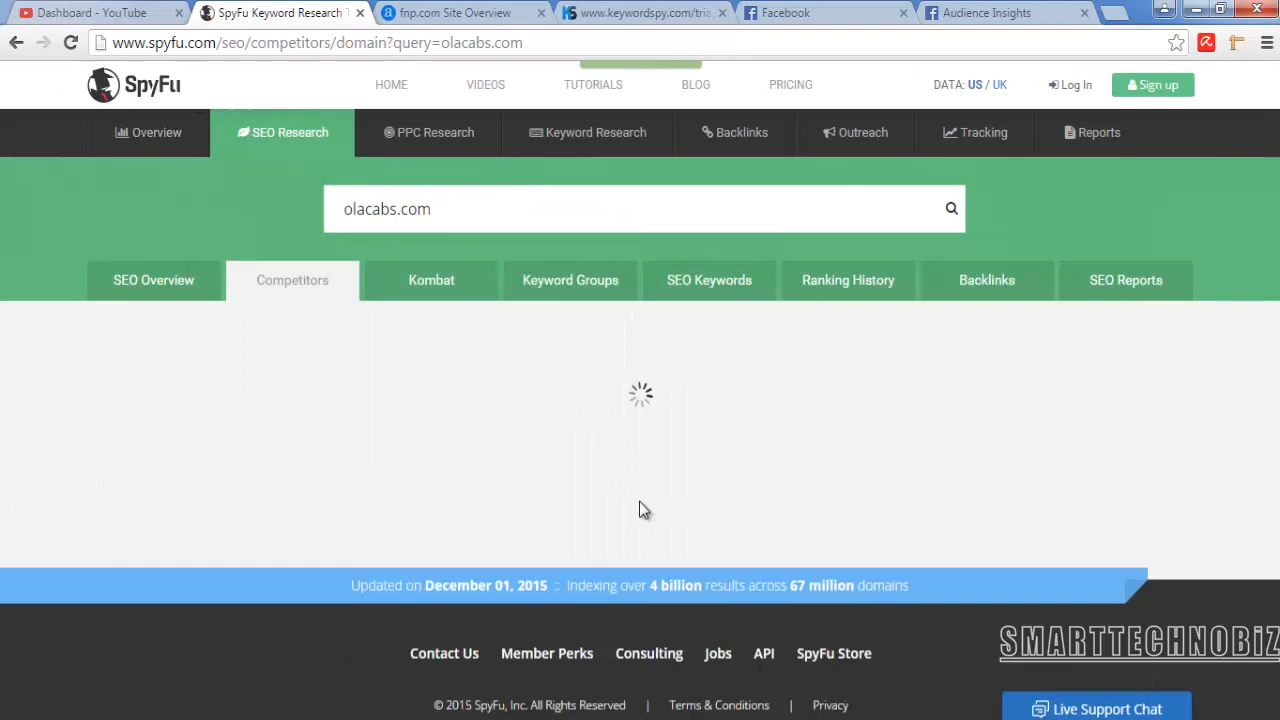 Dashboard - YouTube
SpyFu Keyword Research T
fnp.com Site Overview
www.keywordspy.com/tria
Facebook
Audience Insights
www.spyfu.com/seo/competitors/domain?query=olacabs.com
SpyFu
HOME
VIDEOS
TUTORIALS
BLOG
PRICING
DATA: US / UK
Log In
Sign up
Overview
SEO Research
PPC Research
Keyword Research
Backlinks
Outreach
Tracking
Reports
olacabs.com
SEO Overview
Competitors
Kombat
Keyword Groups
SEO Keywords
Ranking History
Backlinks
SEO Reports
Updated on December 01, 2015 :: Indexing over 4 billion results across 67 million domains
Contact Us
Member Perks
Consulting
Jobs
API
SpyFu Store
SMARTTECHNOBiZ
© 2015 SpyFu, Inc. All Rights Reserved | Terms & Conditions | Privacy
Live Support Chat